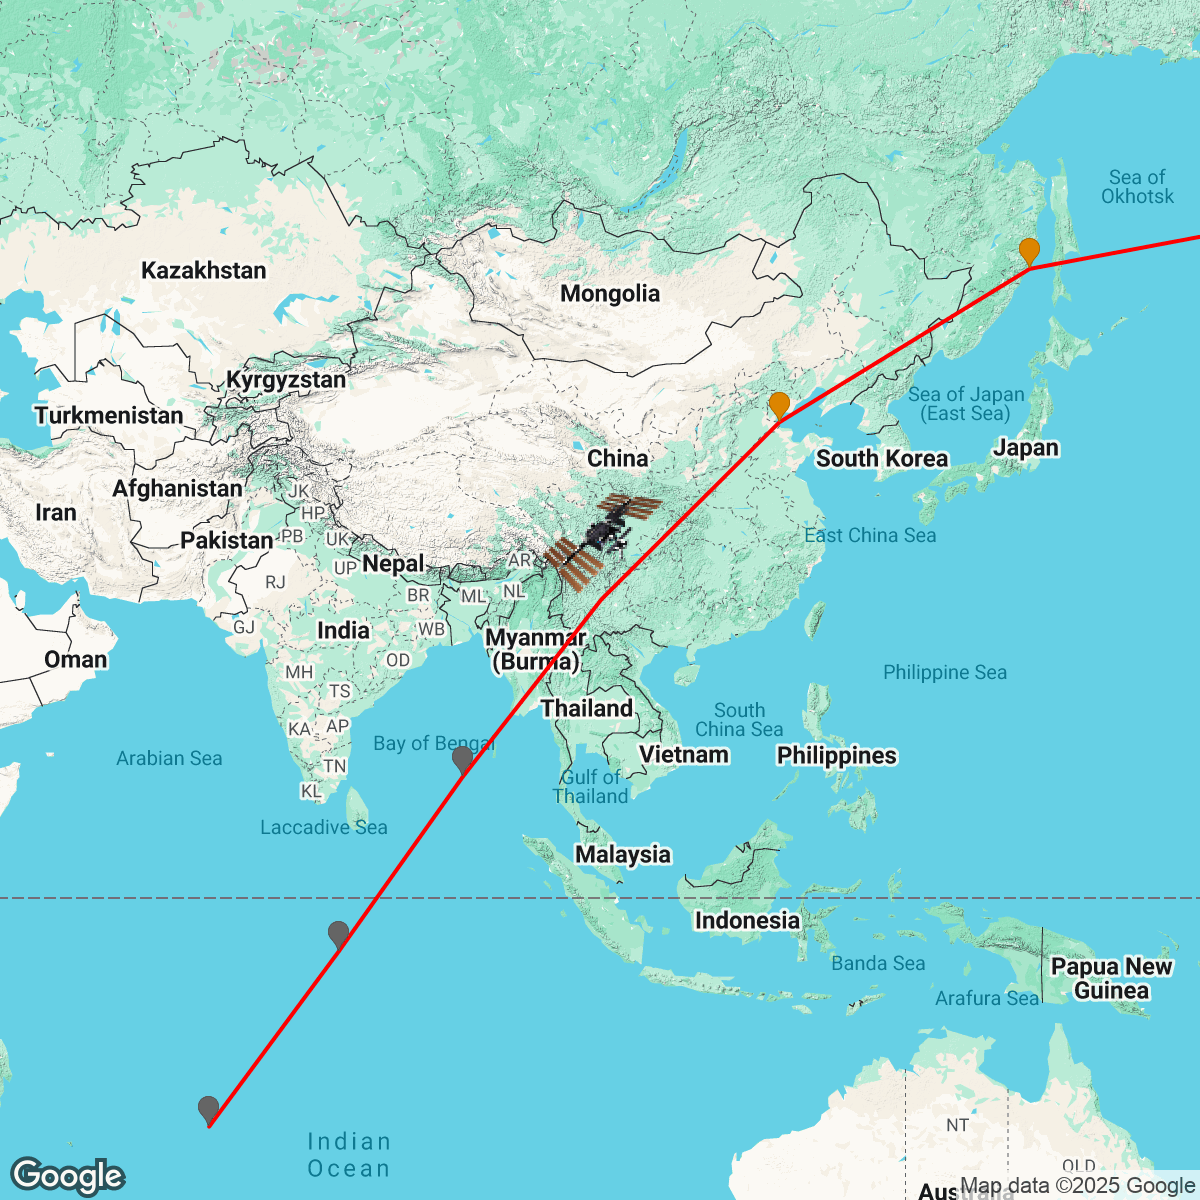 Sea of
Okhotsk
Kazakhstan
Mongolia
Kyrgyzstan
Turkmenistan
Sea of Japan
(East Sea)
Japan
China
South Korea
Afghanistan
JK
Iran
HP
Pakistan
PB
UK
East China Sea
Nepal
AR
UP
RJ
BR
ML
NL
GJ
India
WB
Myanmar
(Burma)
Oman
OD
MH
Philippine Sea
TS
Thailand
South
China Sea
KA
AP
Bay of Bengal
Arabian Sea
Vietnam
Philippines
TN
Gulf of
Thailand
KL
Laccadive Sea
Malaysia
Indonesia
Banda Sea
Papua New
Guinea
Arafura Sea
NT
Indian
Ocean
QLD
Google
Map data ©2025 Google